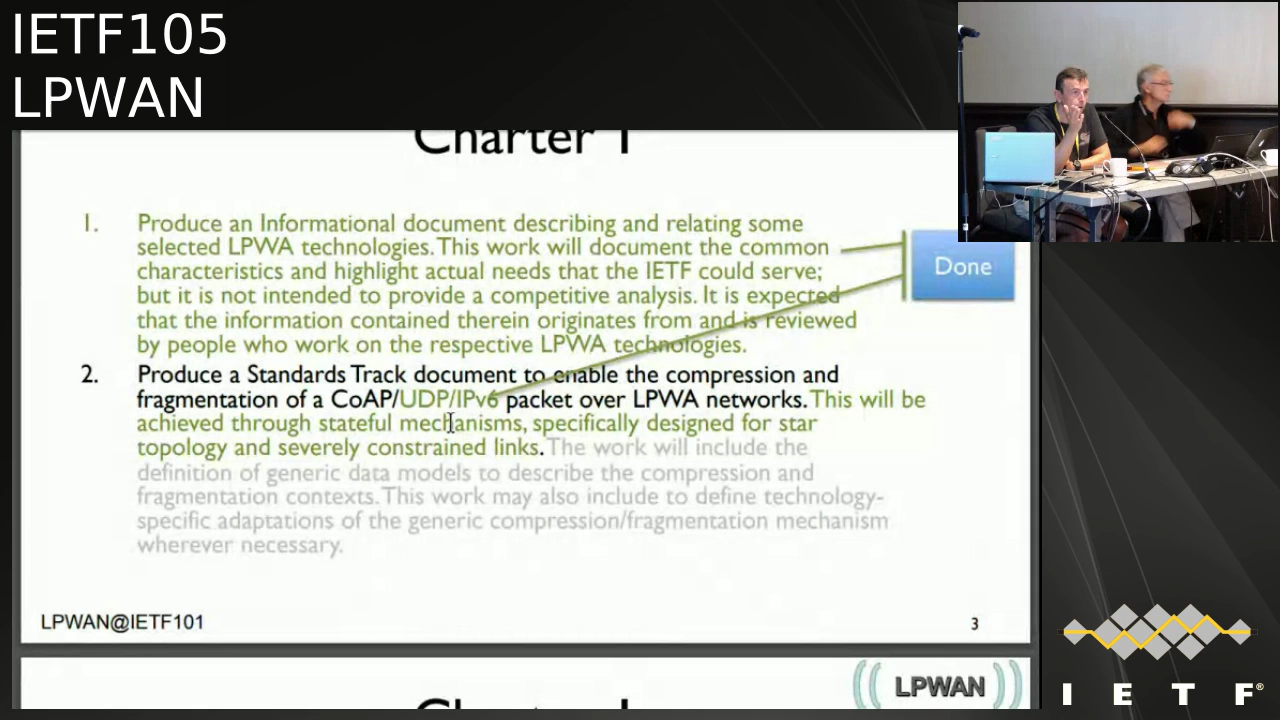 IETF105
LPWAN
Charter 1
1. Produce an Informational document describing and relating some
selected LPWA technologies. This work will document the common
characteristics and highlight actual needs that the IETF could serve;
but it is not intended to provide a competitive analysis. It is expected
that the information contained therein originates from and is reviewed
by people who work on the respective LPWA technologies.
Done
2. Produce a Standards Track document to enable the compression and
fragmentation of a CoAP/UDP/IPv6 packet over LPWA networks. This will be
achieved through stateful mechanisms, specifically designed for star
topology and severely constrained links. The work will include the
definition of generic data models to describe the compression and
fragmentation contexts. This work may also include to define technology-
specific adaptations of the generic compression/fragmentation mechanism
wherever necessary.
LPWAN@IETF101
3
LPWAN
I E T F®